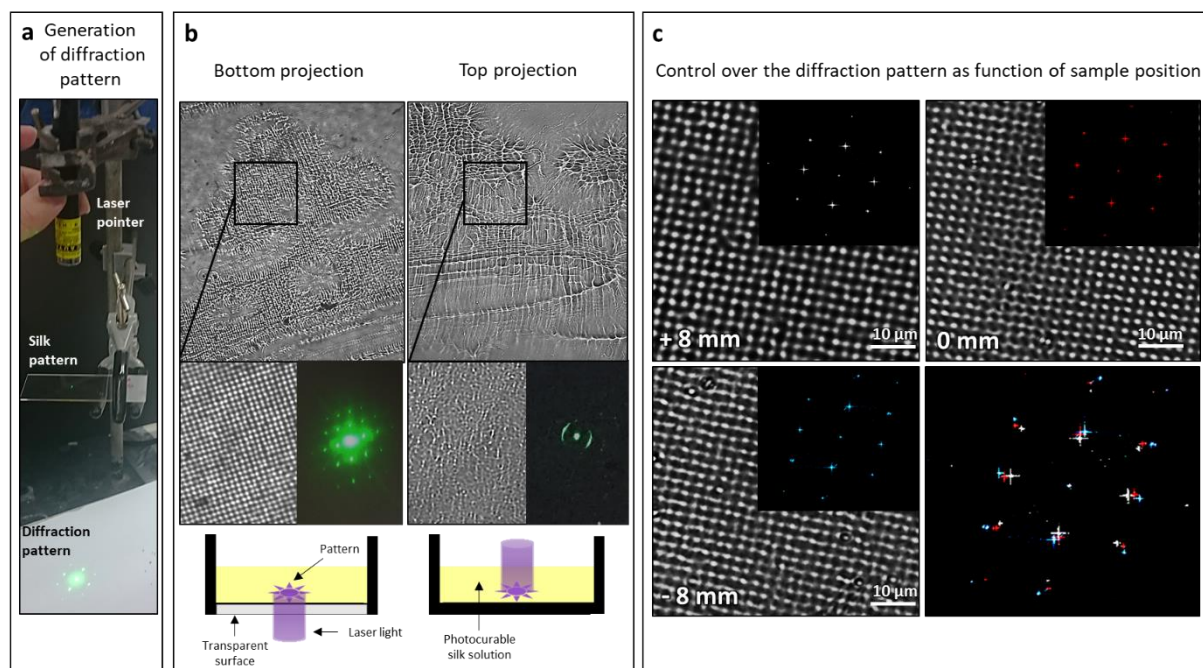 a
Generation
of diffraction
pattern
Laser
pointer
Silk
pattern
Diffraction
pattern
b
Bottom projection
Top projection
Pattern
Transparent
surface
Laser light
Photocurable
silk solution
c
Control over the diffraction pattern as function of sample position
+ 8 mm
10 µm
0 mm
10 µm
- 8 mm
10 µm